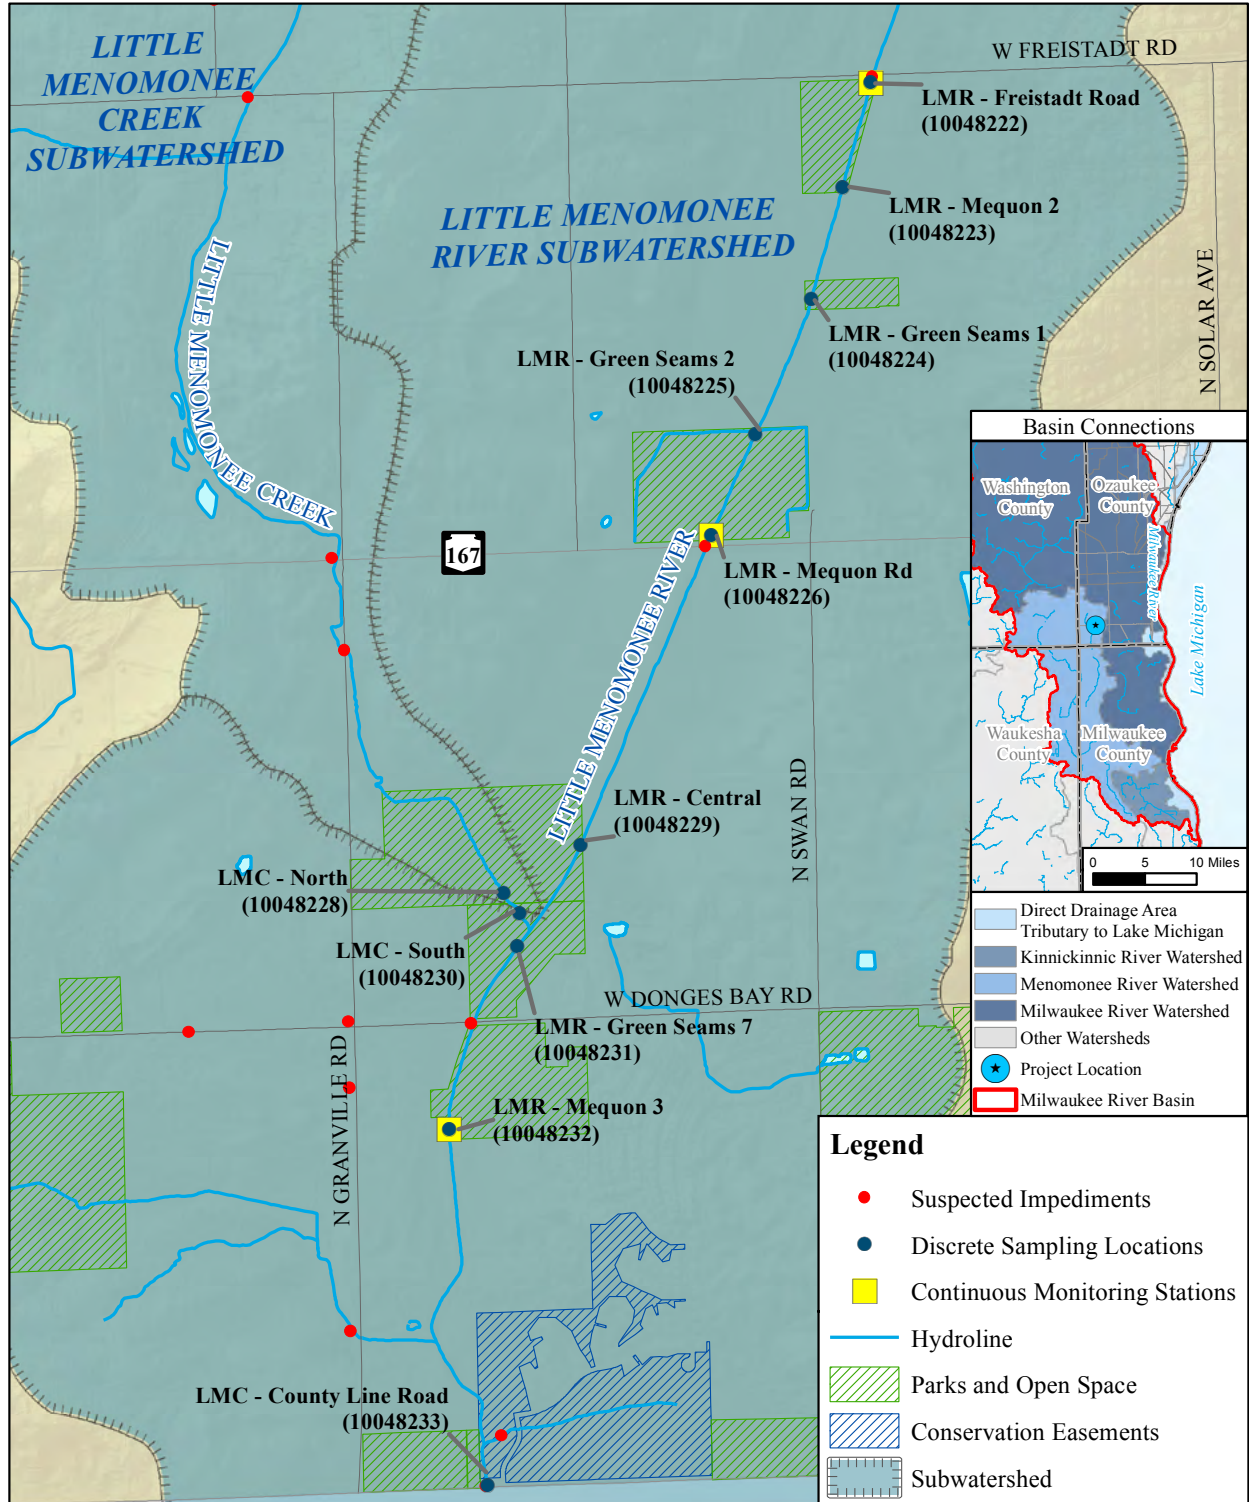 LITTLE
MENOMONEE
CREEK
SUBWATERSHED
W FREISTADT RD
LMR - Freistadt Road
(10048222)
LMR - Mequon 2
(10048223)
LITTLE MENOMONEE
RIVER SUBWATERSHED
N SOLAR AVE
LITTLE MENOMONEE CREEK
LMR - Green Seams 1
(10048224)
LMR - Green Seams 2
(10048225)
167
LMR - Mequon Rd
(10048226)
LITTLE MENOMONEE RIVER
N SWAN RD
LMR - Central
(10048229)
LMC - North
(10048228)
LMC - South
(10048230)
W DONGES BAY RD
LMR - Green Seams 7
(10048231)
N GRANVILLE RD
LMR - Mequon 3
(10048232)
LMC - County Line Road
(10048233)
Basin Connections
Washington
County
Ozaukee
County
Milwaukee River
Lake Michigan
Waukesha
County
Milwaukee
County
0 5 10 Miles
Direct Drainage Area
Tributary to Lake Michigan
Kinnickinnic River Watershed
Menomonee River Watershed
Milwaukee River Watershed
Other Watersheds
Project Location
Milwaukee River Basin
Legend
Suspected Impediments
Discrete Sampling Locations
Continuous Monitoring Stations
Hydroline
Parks and Open Space
Conservation Easements
Subwatershed